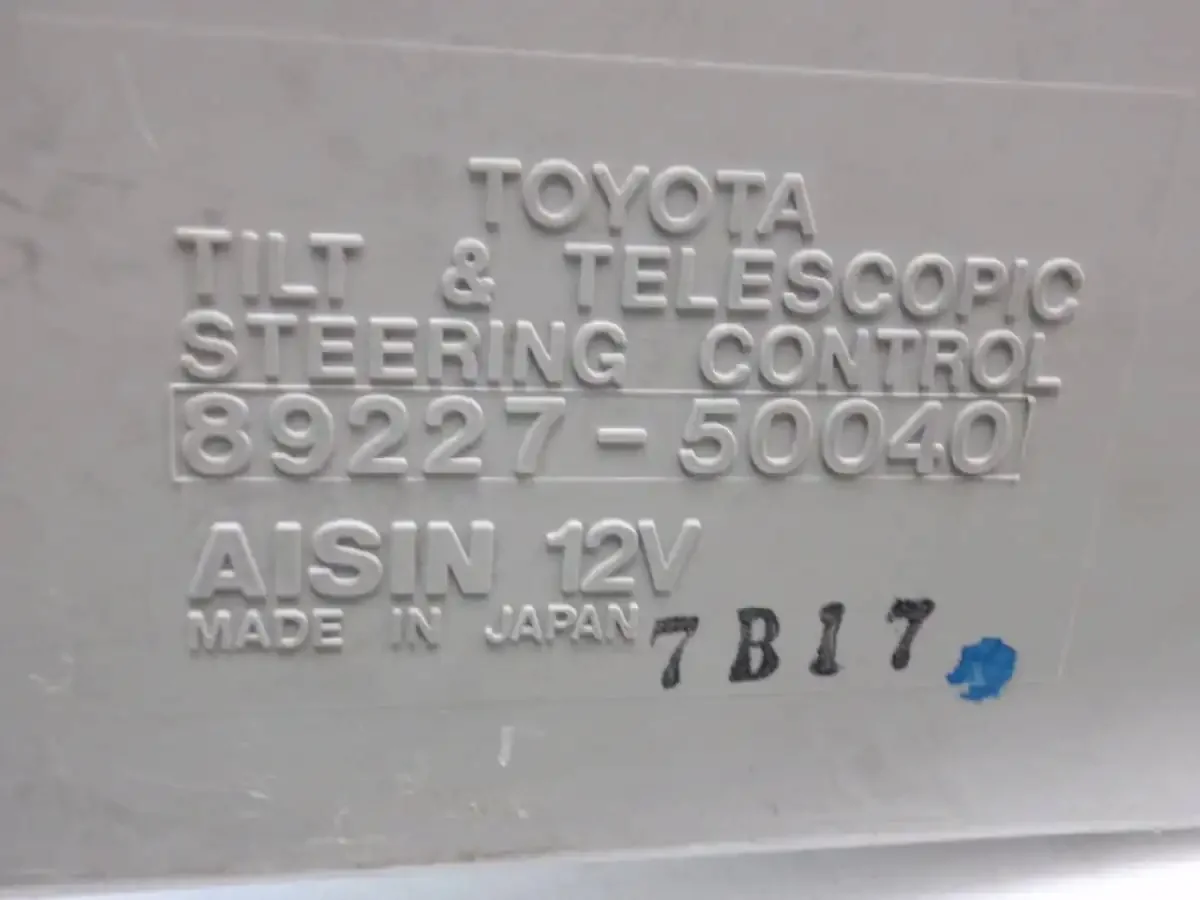 TOYOTA
TILT & TELESCOPIC
STEERING CONTROL
89227-50040
AISIN 12V
MADE IN JAPAN
7B17